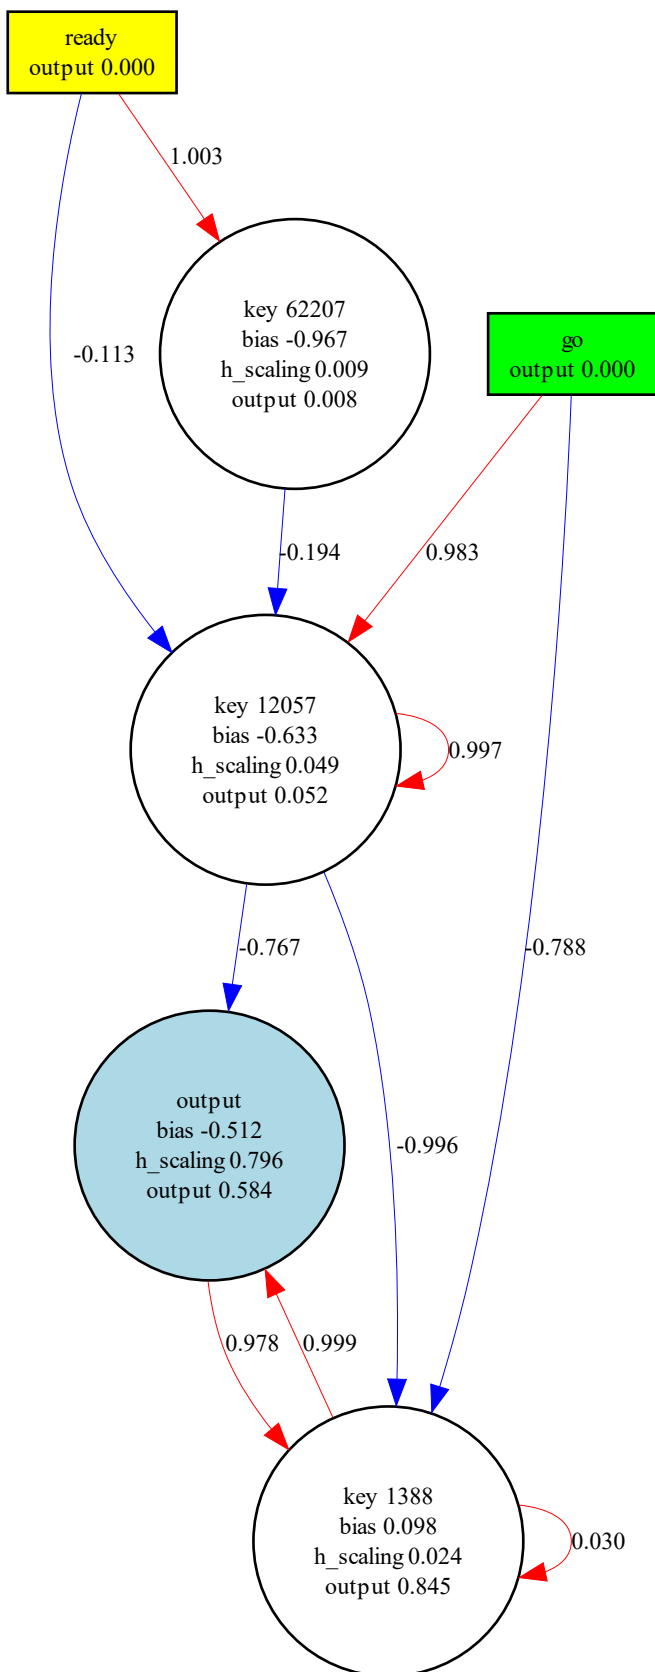 ready
output 0.000
1.003
key 62207
bias -0.967
h_scaling 0.009
output 0.008
-0.113
go
output 0.000
-0.194
0.983
key 12057
bias -0.633
h_scaling 0.049
output 0.052
0.997
-0.767
-0.788
output
bias -0.512
h_scaling 0.796
output 0.584
-0.996
0.978
0.999
key 1388
bias 0.098
h_scaling 0.024
output 0.845
0.030